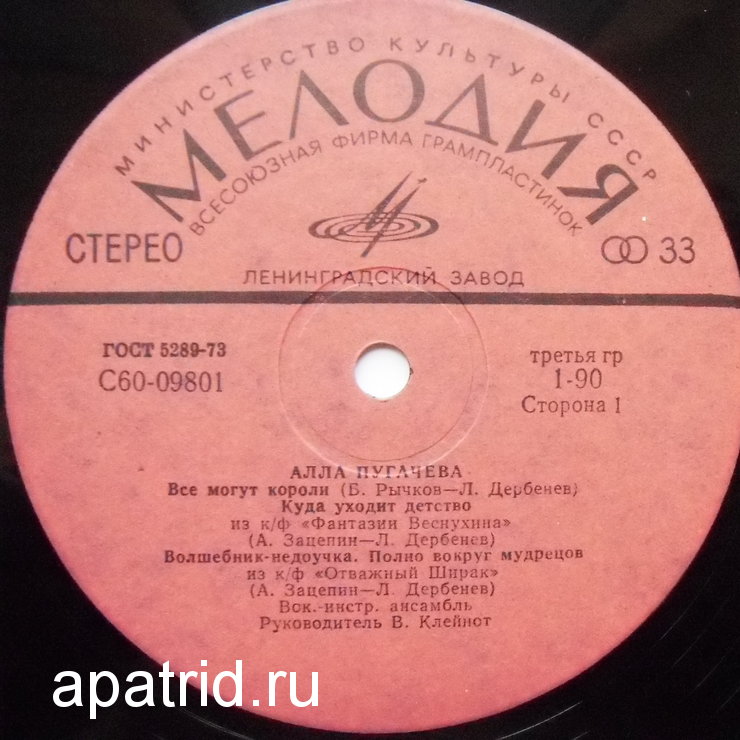 МИНИСТЕРСТВО КУЛЬТУРЫ СССР
МЕЛОДИЯ
ВСЕСОЮЗНАЯ ФИРМА ГРАМПЛАСТИНОК
СТЕРЕО
33
ЛЕНИНГРАДСКИЙ ЗАВОД
ГОСТ 5289-73
С60-09801
третья гр
1-90
Сторона 1
АЛЛА ПУГАЧЕВА
Все могут короли (Б. Рычков—Л. Дербенев)
Куда уходит детство
из к/ф «Фантазии Веснухина»
(А. Зацепин—Л. Дербенев)
Волшебник-недоучка. Полно вокруг мудрецов
из к/ф «Отважный Ширак»
(А. Зацепин—Л. Дербенев)
Вок.-инстр. ансамбль
Руководитель В. Клейнот
apatrid.ru